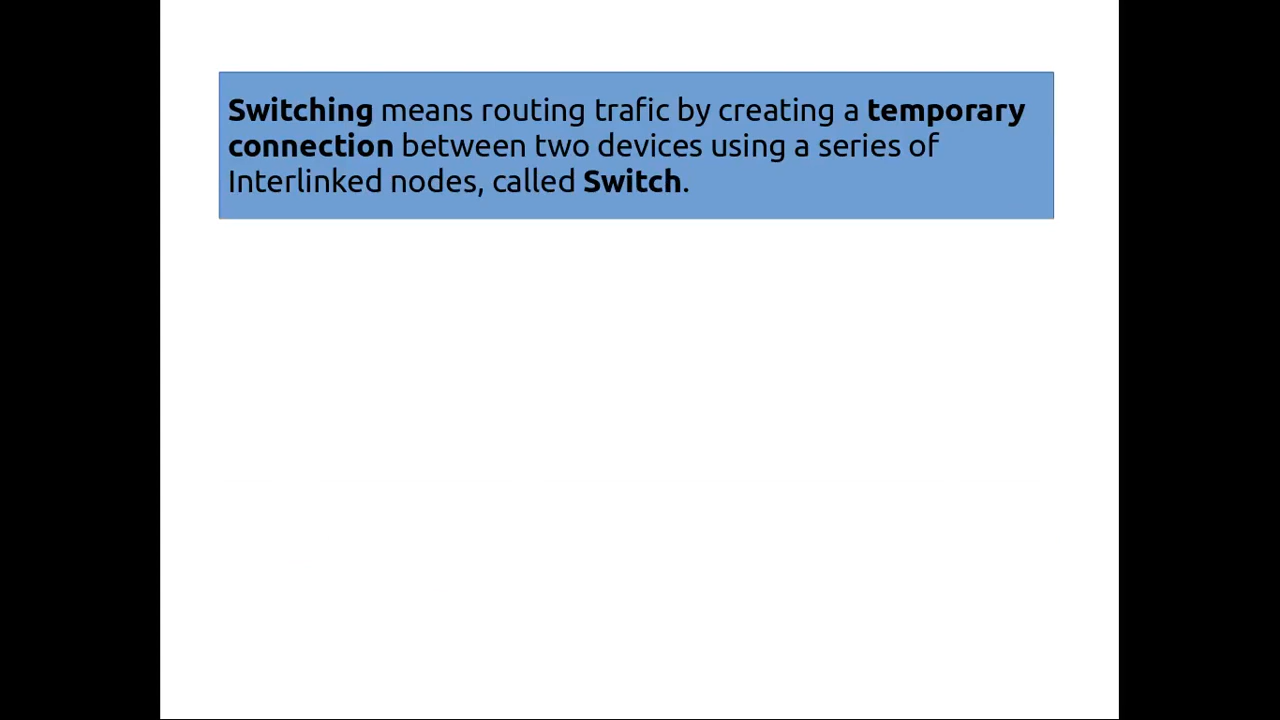 Switching means routing trafic by creating a temporary
connection between two devices using a series of
Interlinked nodes, called Switch.